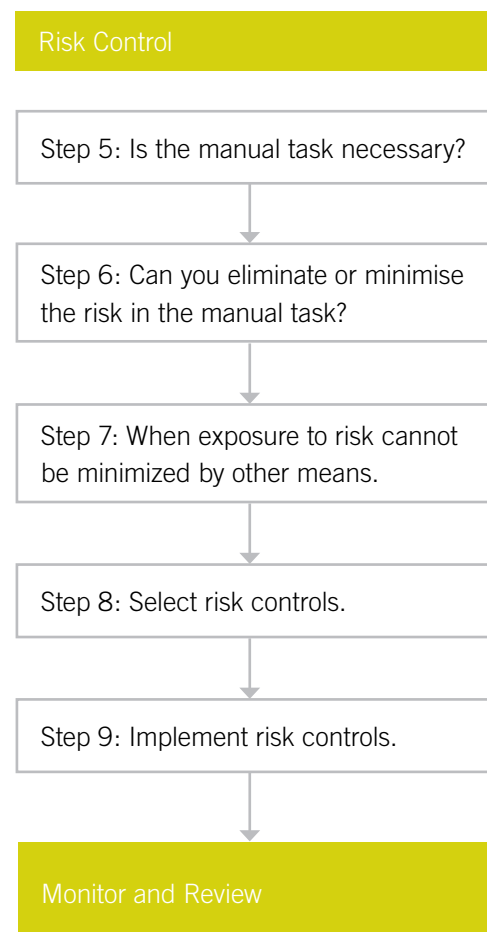 Risk Control
Step 5: Is the manual task necessary?
Step 6: Can you eliminate or minimise
the risk in the manual task?
Step 7: When exposure to risk cannot
be minimized by other means.
Step 8: Select risk controls.
Step 9: Implement risk controls.
Monitor and Review